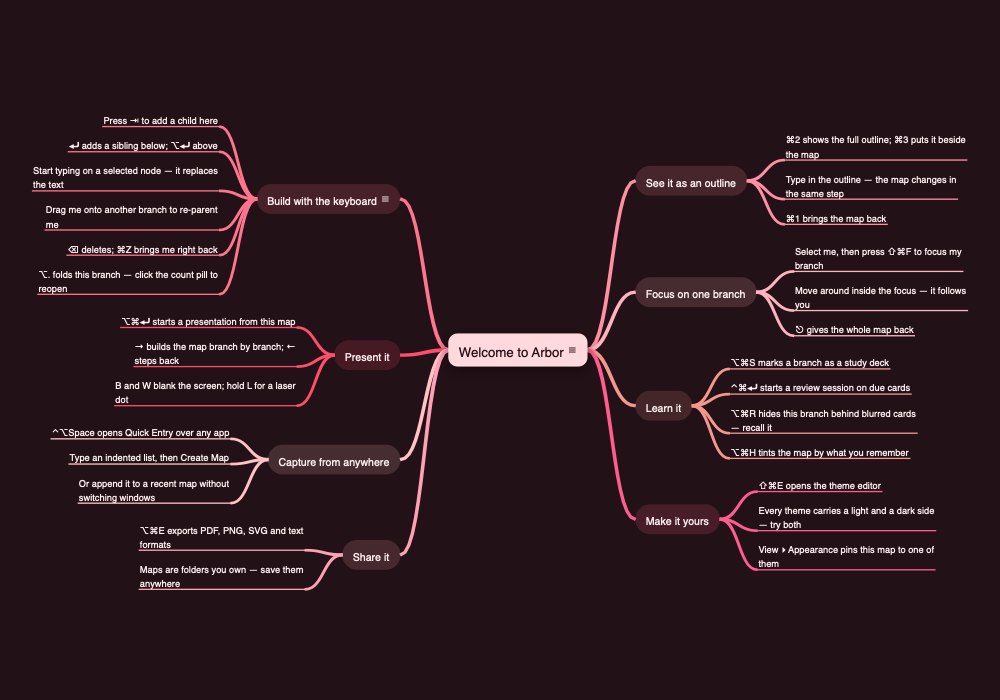 Welcome to Arbor
Build with the keyboard
Press ⇥ to add a child here
↩ adds a sibling below; ⌥↩ above
Start typing on a selected node — it replaces
the text
Drag me onto another branch to re-parent
me
⌫ deletes; ⌘Z brings me right back
⌥. folds this branch — click the count pill to
reopen
Present it
⌥⌘↩ starts a presentation from this map
→ builds the map branch by branch; ←
steps back
B and W blank the screen; hold L for a laser
dot
Capture from anywhere
^⌥Space opens Quick Entry over any app
Type an indented list, then Create Map
Or append it to a recent map without
switching windows
Share it
⌥⌘E exports PDF, PNG, SVG and text
formats
Maps are folders you own — save them
anywhere
See it as an outline
⌘2 shows the full outline; ⌘3 puts it beside
the map
Type in the outline — the map changes in
the same step
⌘1 brings the map back
Focus on one branch
Select me, then press ⇧⌘F to focus my
branch
Move around inside the focus — it follows
you
⎋ gives the whole map back
Learn it
⌥⌘S marks a branch as a study deck
^⌘↩ starts a review session on due cards
⌥⌘R hides this branch behind blurred cards
— recall it
⌥⌘H tints the map by what you remember
Make it yours
⇧⌘E opens the theme editor
Every theme carries a light and a dark side
— try both
View ▸ Appearance pins this map to one of
them